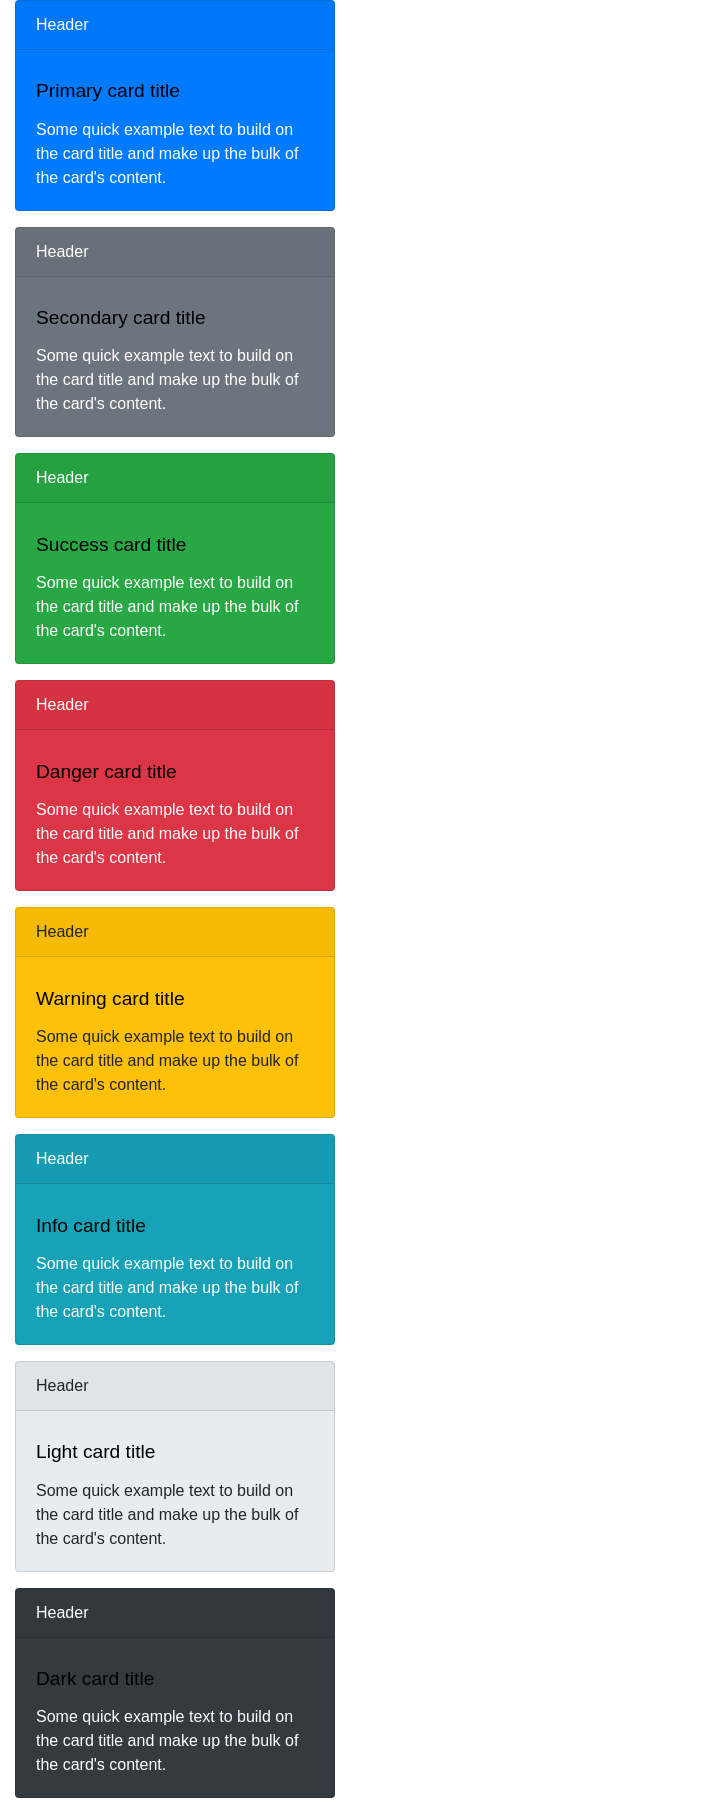 Header
Primary card title
Some quick example text to build on
the card title and make up the bulk of
the card's content.
Header
Secondary card title
Some quick example text to build on
the card title and make up the bulk of
the card's content.
Header
Success card title
Some quick example text to build on
the card title and make up the bulk of
the card's content.
Header
Danger card title
Some quick example text to build on
the card title and make up the bulk of
the card's content.
Header
Warning card title
Some quick example text to build on
the card title and make up the bulk of
the card's content.
Header
Info card title
Some quick example text to build on
the card title and make up the bulk of
the card's content.
Header
Light card title
Some quick example text to build on
the card title and make up the bulk of
the card's content.
Header
Dark card title
Some quick example text to build on
the card title and make up the bulk of
the card's content.